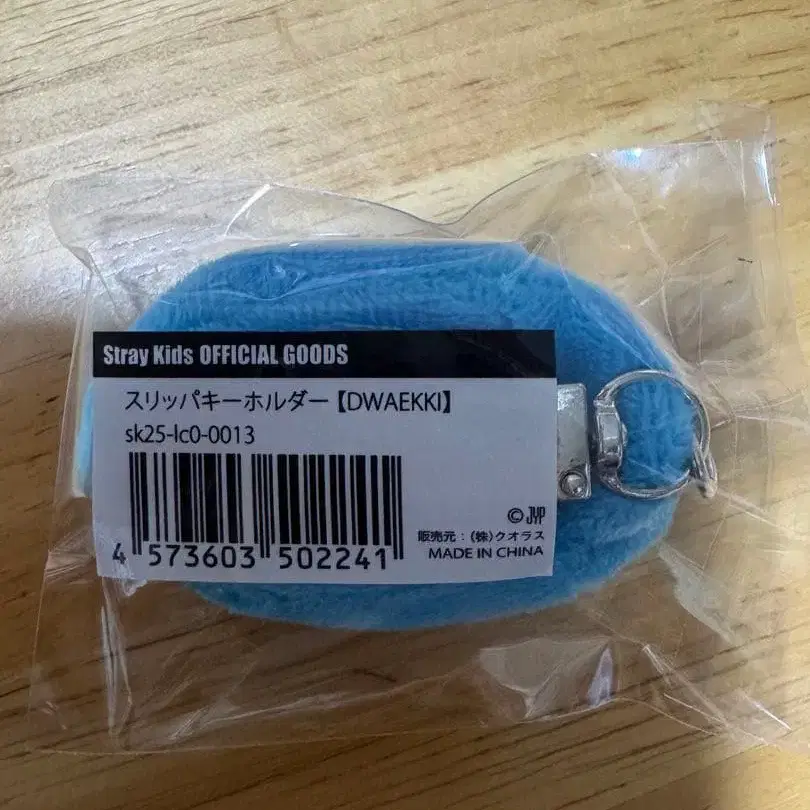 Stray Kids OFFICIAL GOODS
スリッパキーホルダー【DWAEKKI】
sk25-lc0-0013
4 573603 502241
© JYP
販売元：(株)クオラス
MADE IN CHINA